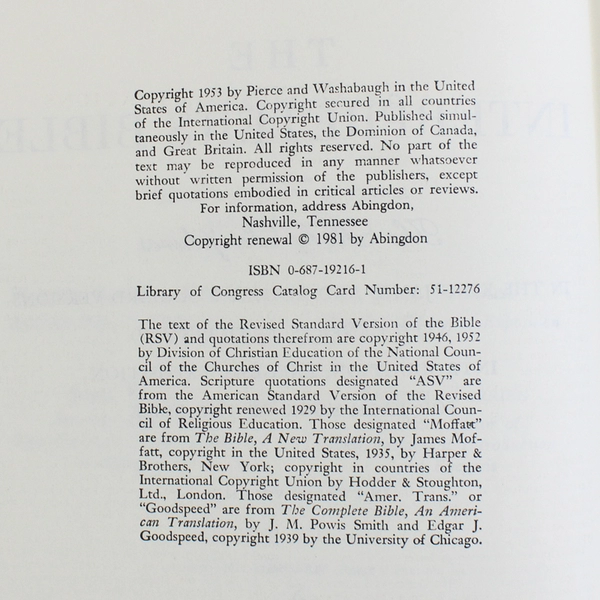 Copyright 1953 by Pierce and Washabaugh in the United
States of America. Copyright secured in all countries
of the International Copyright Union. Published simul-
taneously in the United States, the Dominion of Canada,
and Great Britain. All rights reserved. No part of the
text may be reproduced in any manner whatsoever
without written permission of the publishers, except
brief quotations embodied in critical articles or reviews.
For information, address Abingdon,
Nashville, Tennessee
Copyright renewal © 1981 by Abingdon
ISBN 0-687-19216-1
Library of Congress Catalog Card Number: 51-12276
The text of the Revised Standard Version of the Bible
(RSV) and quotations therefrom are copyright 1946, 1952
by Division of Christian Education of the National Coun-
cil of the Churches of Christ in the United States of
America. Scripture quotations designated “ASV” are
from the American Standard Version of the Revised
Bible, copyright renewed 1929 by the International Coun-
cil of Religious Education. Those designated “Moffatt”
are from The Bible, A New Translation, by James Mof-
fatt, copyright in the United States, 1935, by Harper &
Brothers, New York; copyright in countries of the
International Copyright Union by Hodder & Stoughton,
Ltd., London. Those designated “Amer. Trans.” or
“Goodspeed” are from The Complete Bible, An Ameri-
can Translation, by J. M. Powis Smith and Edgar J.
Goodspeed, copyright 1939 by the University of Chicago.